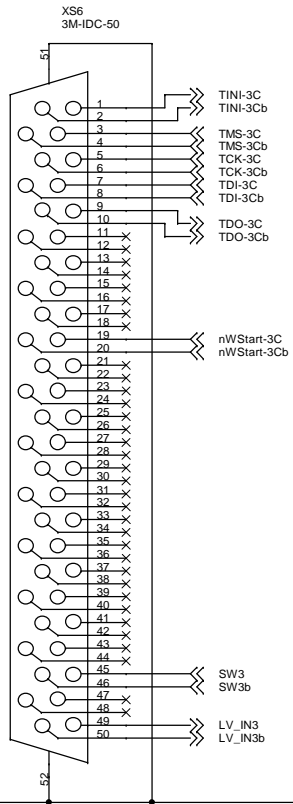 XS6
3M-IDC-50
51
1 TINI-3C
2 TINI-3Cb
3 TMS-3C
4 TMS-3Cb
5 TCK-3C
6 TCK-3Cb
7 TDI-3C
8 TDI-3Cb
9 TDO-3C
10 TDO-3Cb
11
12
13
14
15
16
17
18
19 nWStart-3C
20 nWStart-3Cb
21
22
23
24
25
26
27
28
29
30
31
32
33
34
35
36
37
38
39
40
41
42
43
44
45 SW3
46 SW3b
47
48
49 LV_IN3
50 LV_IN3b
52